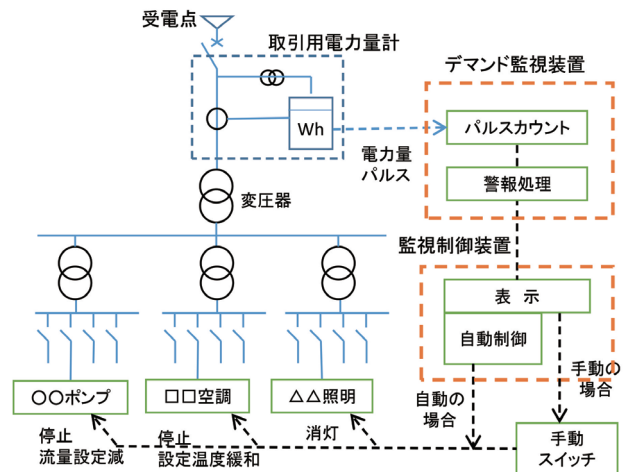 受電点
取引用電力量計
デマンド監視装置
Wh
パルスカウント
電力量
パルス
警報処理
変圧器
監視制御装置
表 示
自動制御
手動の
場合
自動の
場合
○○ポンプ
□□空調
△△照明
停止
流量設定減
停止
設定温度緩和
消灯
手動
スイッチ